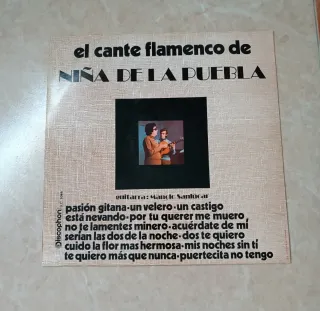 el cante flamenco de
NIÑA DE LA PUEBLA
guitarra: Manolo Sanlúcar
pasión gitana·un velero·un castigo
está nevando·por tu querer me muero
no te lamentes minero·acuérdate de mí
serían las dos de la noche·dos te quiero
cuido la flor mas hermosa·mis noches sin ti
te quiero más que nunca·puertecita no tengo
Discophon